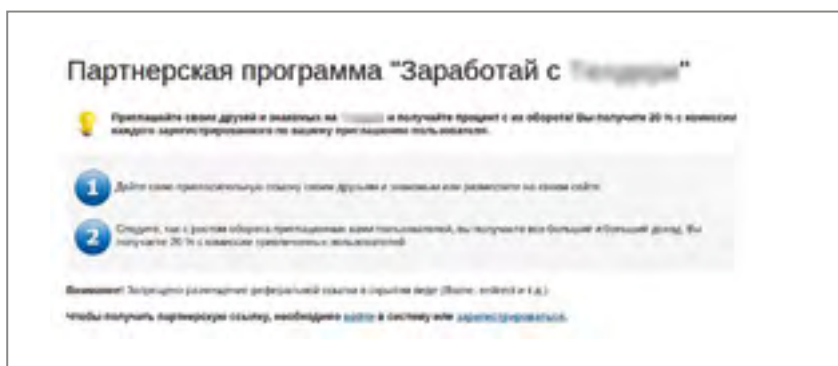 Партнерская программа "Заработай с "
Приглашайте своих друзей и знакомых на и получайте процент с их оборота! Вы получите 20 % с комиссии
каждого зарегистрированного по вашему приглашению пользователя.
1 Дайте свою пригласительную ссылку своим друзьям и знакомым или разместите на своем сайте.
2 Следите, как с ростом оборота приглашенных вами пользователей, вы получаете все больший и больший доход. Вы
получаете 20 % с комиссии привлеченных пользователей.
Внимание! Запрещено размещение реферальной ссылки в скрытом виде (iframe, redirect и т.д.)
Чтобы получить партнерскую ссылку, необходимо войти в систему или зарегистрироваться.